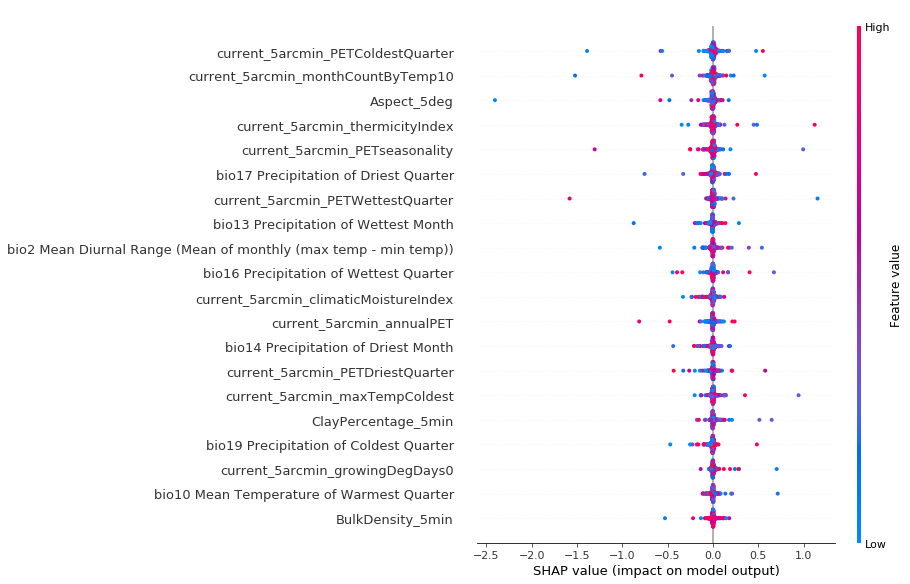 High
current_5arcmin_PETColdestQuarter
current_5arcmin_monthCountByTemp10
Aspect_5deg
current_5arcmin_thermicityIndex
current_5arcmin_PETseasonality
bio17 Precipitation of Driest Quarter
current_5arcmin_PETWettestQuarter
bio13 Precipitation of Wettest Month
bio2 Mean Diurnal Range (Mean of monthly (max temp - min temp))
bio16 Precipitation of Wettest Quarter
current_5arcmin_climaticMoistureIndex
current_5arcmin_annualPET
bio14 Precipitation of Driest Month
current_5arcmin_PETDriestQuarter
current_5arcmin_maxTempColdest
ClayPercentage_5min
bio19 Precipitation of Coldest Quarter
current_5arcmin_growingDegDays0
bio10 Mean Temperature of Warmest Quarter
BulkDensity_5min
Feature value
Low
−2.5 −2.0 −1.5 −1.0 −0.5 0.0 0.5 1.0
SHAP value (impact on model output)